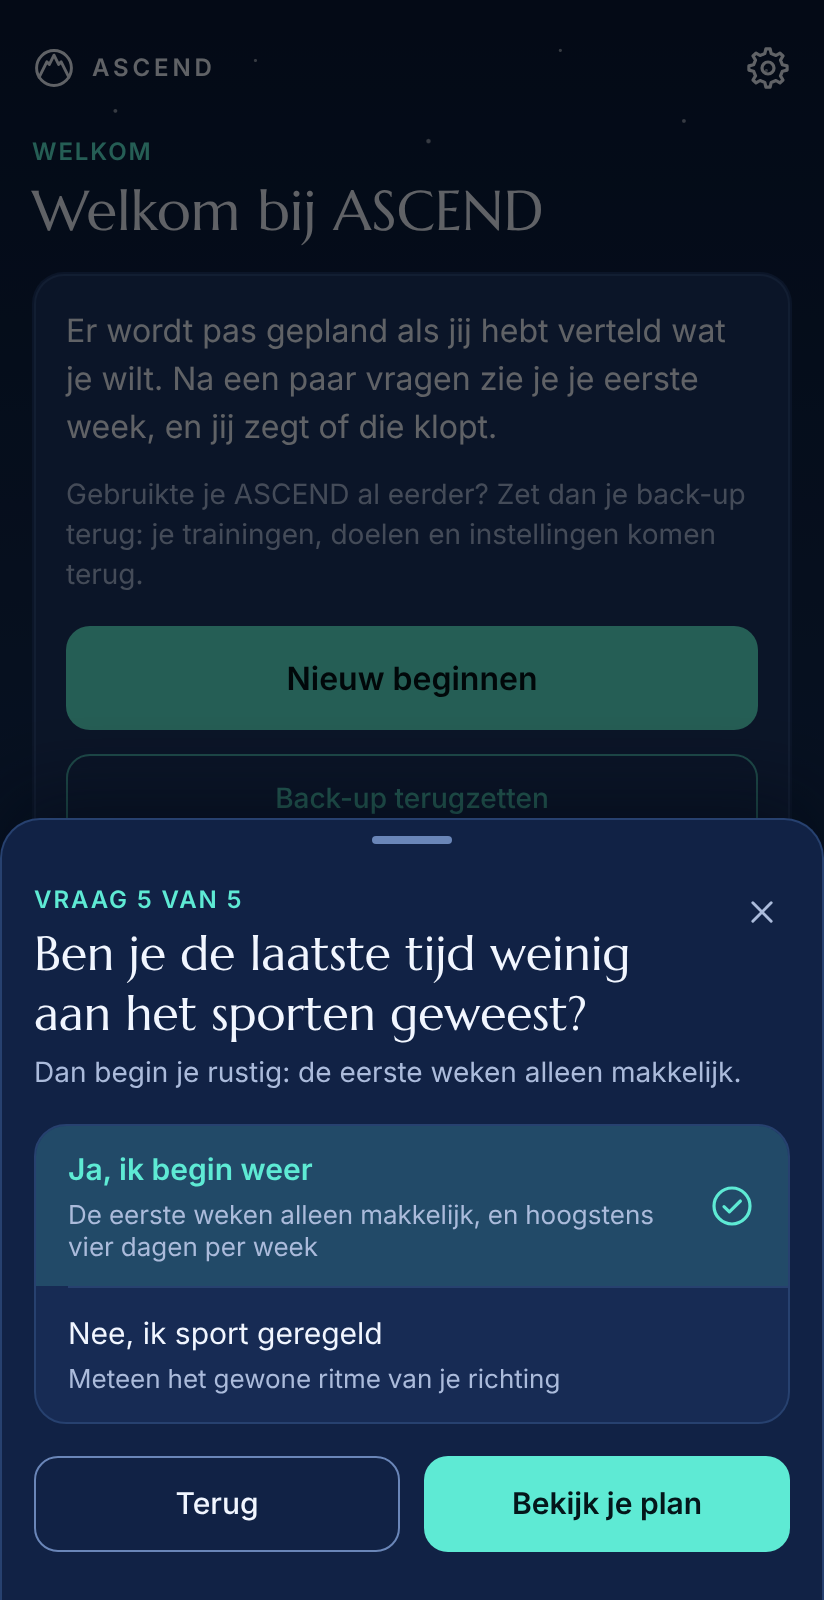 ASCEND
WELKOM
Welkom bij ASCEND
Er wordt pas gepland als jij hebt verteld wat
je wilt. Na een paar vragen zie je je eerste
week, en jij zegt of die klopt.
Gebruikte je ASCEND al eerder? Zet dan je back-up
terug: je trainingen, doelen en instellingen komen
terug.
Nieuw beginnen
Back-up terugzetten
VRAAG 5 VAN 5
Ben je de laatste tijd weinig
aan het sporten geweest?
Dan begin je rustig: de eerste weken alleen makkelijk.
Ja, ik begin weer
De eerste weken alleen makkelijk, en hoogstens
vier dagen per week
Nee, ik sport geregeld
Meteen het gewone ritme van je richting
Terug
Bekijk je plan